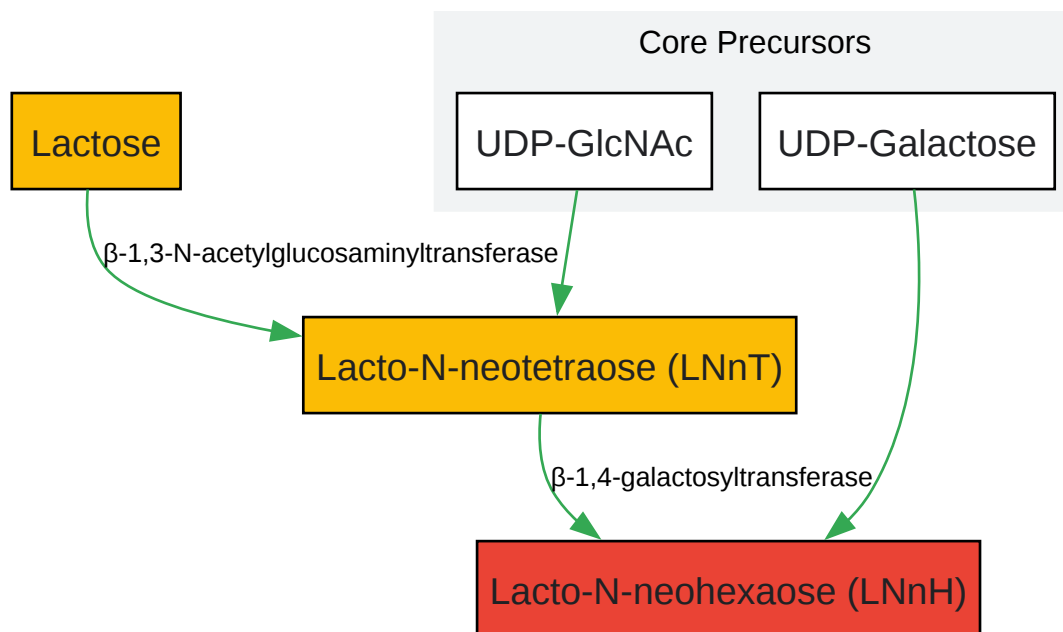 Core Precursors
Lactose
UDP-GlcNAc
UDP-Galactose
β-1,3-N-acetylglucosaminyltransferase
Lacto-N-neotetraose (LNnT)
β-1,4-galactosyltransferase
Lacto-N-neohexaose (LNnH)